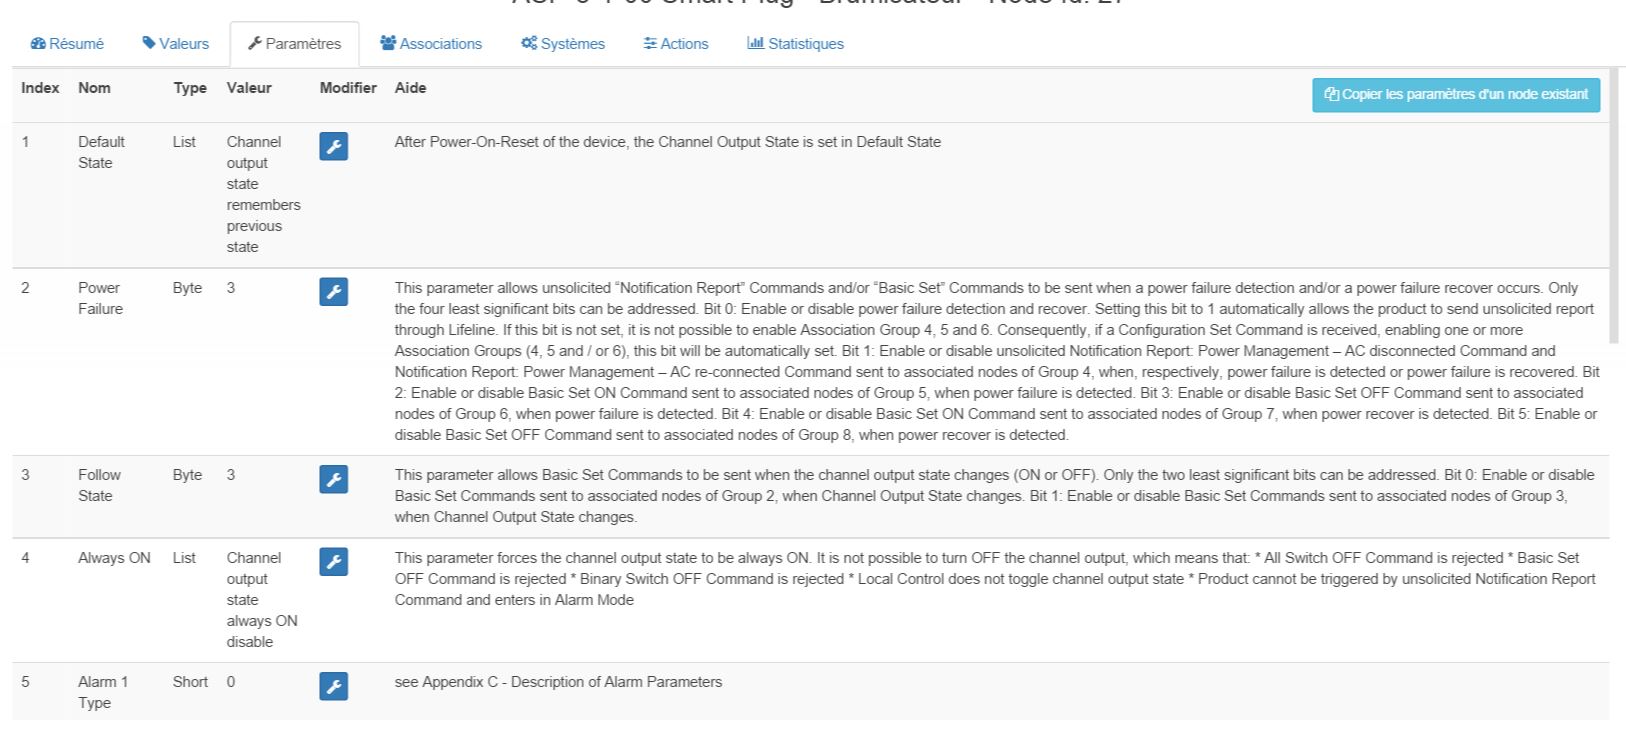 Résumé Valeurs Paramètres Associations Systèmes Actions Statistiques
Index Nom Type Valeur Modifier Aide Copier les paramètres d'un node existant
1 Default State List Channel output state remembers previous state After Power-On-Reset of the device, the Channel Output State is set in Default State
2 Power Failure Byte 3 This parameter allows unsolicited “Notification Report” Commands and/or “Basic Set” Commands to be sent when a power failure detection and/or a power failure recover occurs. Only
the four least significant bits can be addressed. Bit 0: Enable or disable power failure detection and recover. Setting this bit to 1 automatically allows the product to send unsolicited report
through Lifeline. If this bit is not set, it is not possible to enable Association Group 4, 5 and 6. Consequently, if a Configuration Set Command is received, enabling one or more
Association Groups (4, 5 and / or 6), this bit will be automatically set. Bit 1: Enable or disable unsolicited Notification Report: Power Management – AC disconnected Command and
Notification Report: Power Management – AC re-connected Command sent to associated nodes of Group 4, when, respectively, power failure is detected or power failure is recovered. Bit
2: Enable or disable Basic Set ON Command sent to associated nodes of Group 5, when power failure is detected. Bit 3: Enable or disable Basic Set OFF Command sent to associated
nodes of Group 6, when power failure is detected. Bit 4: Enable or disable Basic Set ON Command sent to associated nodes of Group 7, when power recover is detected. Bit 5: Enable or
disable Basic Set OFF Command sent to associated nodes of Group 8, when power recover is detected.
3 Follow State Byte 3 This parameter allows Basic Set Commands to be sent when the channel output state changes (ON or OFF). Only the two least significant bits can be addressed. Bit 0: Enable or disable
Basic Set Commands sent to associated nodes of Group 2, when Channel Output State changes. Bit 1: Enable or disable Basic Set Commands sent to associated nodes of Group 3,
when Channel Output State changes.
4 Always ON List Channel output state always ON disable This parameter forces the channel output state to be always ON. It is not possible to turn OFF the channel output, which means that: * All Switch OFF Command is rejected * Basic Set
OFF Command is rejected * Binary Switch OFF Command is rejected * Local Control does not toggle channel output state * Product cannot be triggered by unsolicited Notification Report
Command and enters in Alarm Mode
5 Alarm 1 Type Short 0 see Appendix C - Description of Alarm Parameters